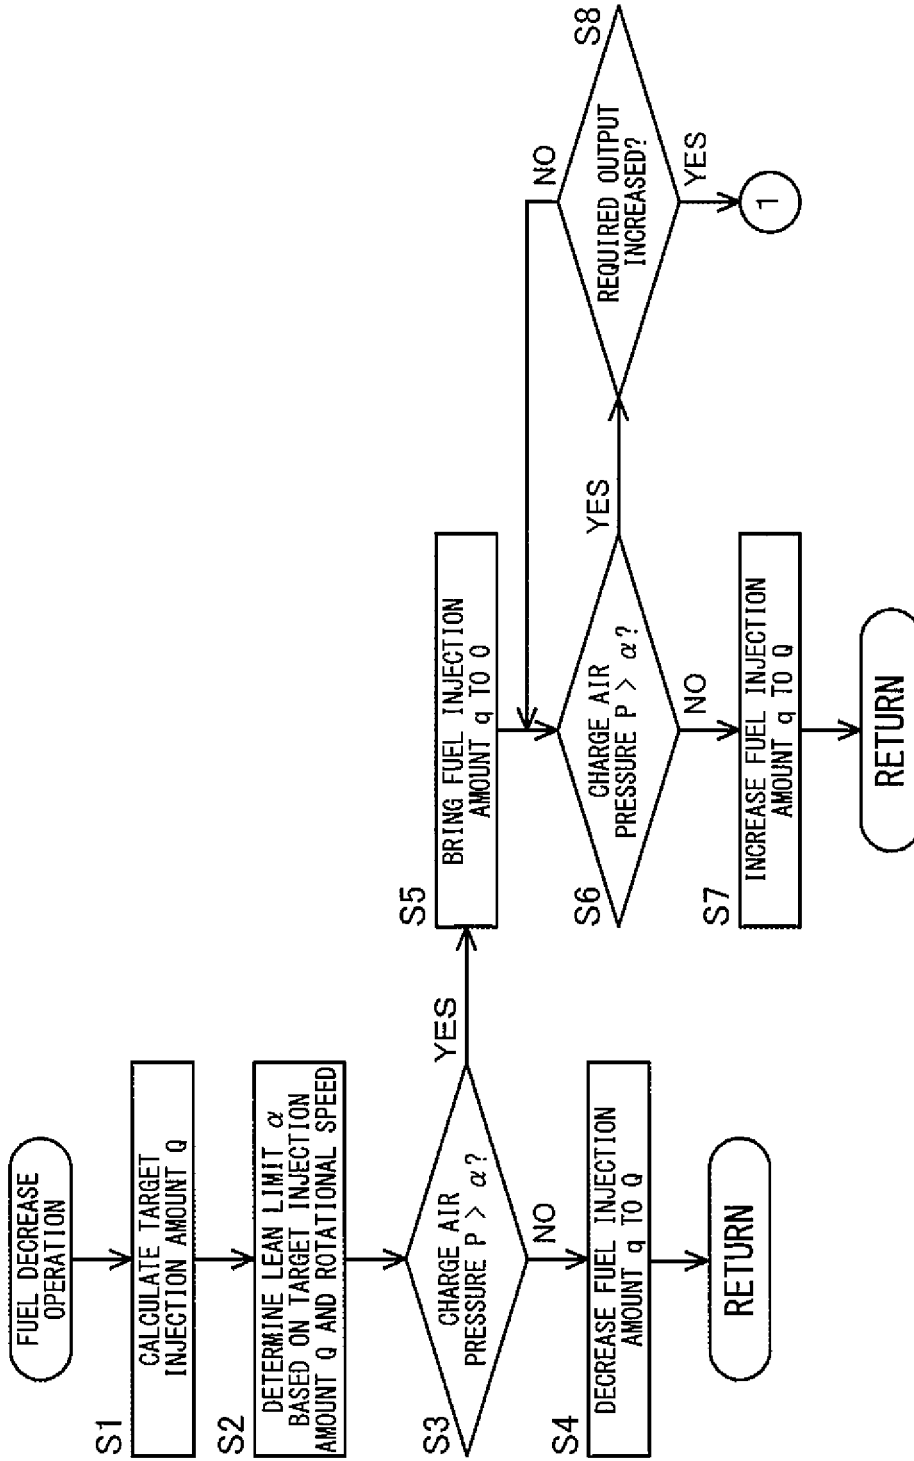 FUEL DECREASE
OPERATION
S1
CALCULATE TARGET
INJECTION AMOUNT Q
S2
DETERMINE LEAN LIMIT α
BASED ON TARGET INJECTION
AMOUNT Q AND ROTATIONAL SPEED
S3
CHARGE AIR
PRESSURE P > α?
YES
NO
S4
DECREASE FUEL INJECTION
AMOUNT q TO Q
RETURN
S5
BRING FUEL INJECTION
AMOUNT q TO 0
S6
CHARGE AIR
PRESSURE P > α?
YES
NO
S7
INCREASE FUEL INJECTION
AMOUNT q TO Q
RETURN
S8
REQUIRED OUTPUT
INCREASED?
NO
YES
1